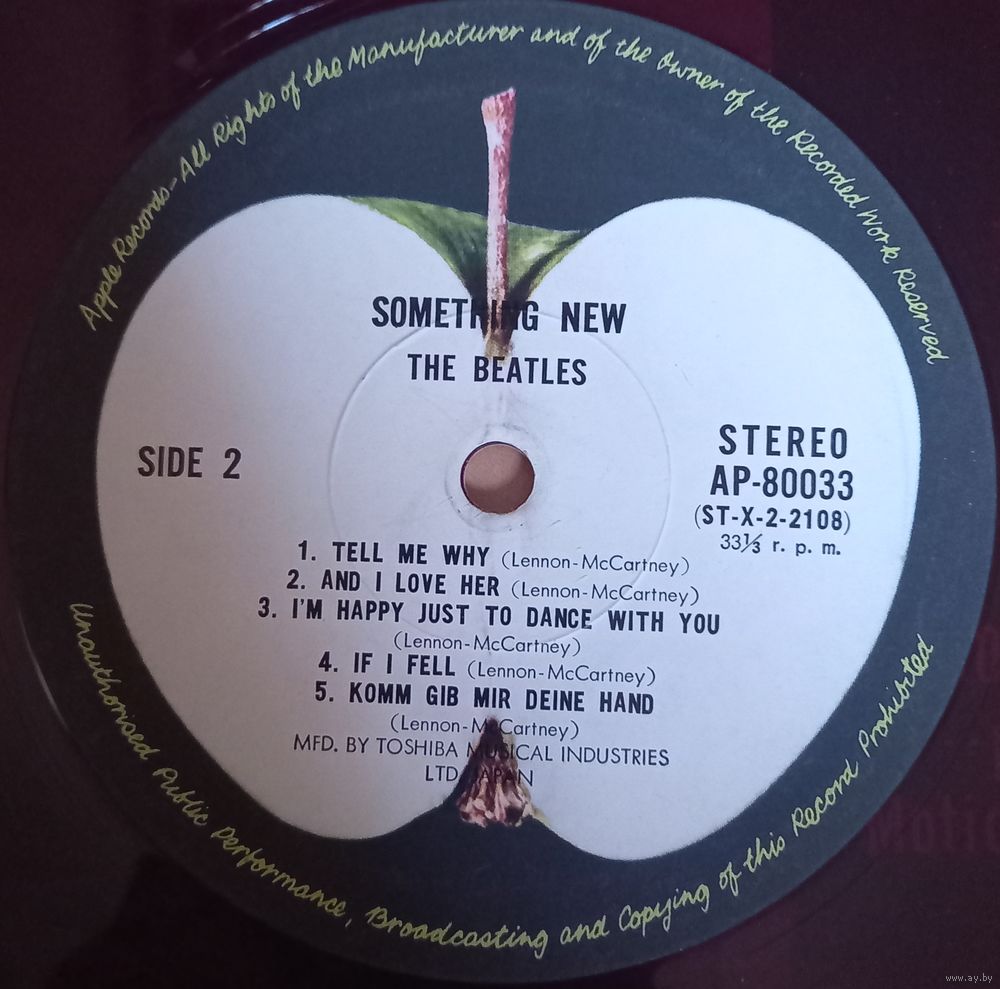 Apple Records-All Rights of the Manufacturer and of the Owner of the Recorded Work Reserved
SOMETHING NEW
THE BEATLES
SIDE 2
STEREO
AP-80033
(ST-X-2-2108)
33⅓ r. p. m.
1. TELL ME WHY (Lennon-McCartney)
2. AND I LOVE HER (Lennon-McCartney)
3. I'M HAPPY JUST TO DANCE WITH YOU
(Lennon-McCartney)
4. IF I FELL (Lennon-McCartney)
5. KOMM GIB MIR DEINE HAND
(Lennon-McCartney)
MFD. BY TOSHIBA MUSICAL INDUSTRIES
LTD. JAPAN
Unauthorised Public Performance, Broadcasting and Copying of this Record Prohibited
www.ay.by